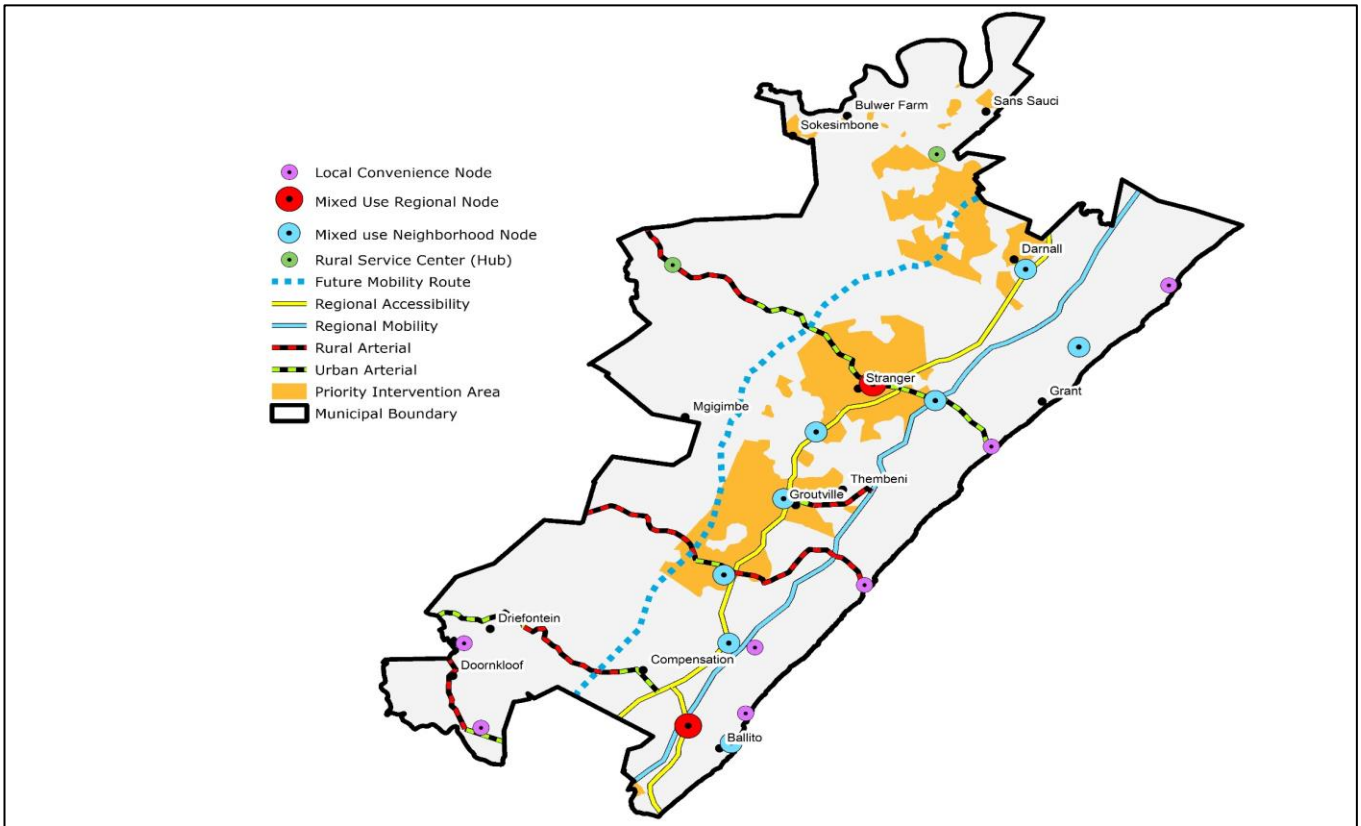 Bulwer Farm
Sans Sauci
Sokesimbone
Local Convenience Node
Mixed Use Regional Node
Mixed use Neighborhood Node
Rural Service Center (Hub)
Future Mobility Route
Regional Accessibility
Regional Mobility
Rural Arterial
Urban Arterial
Priority Intervention Area
Municipal Boundary
Darnall
Stranger
Grant
Mgigimbe
Thembeni
Groutville
Driefontein
Compensation
Doornkloof
Ballito